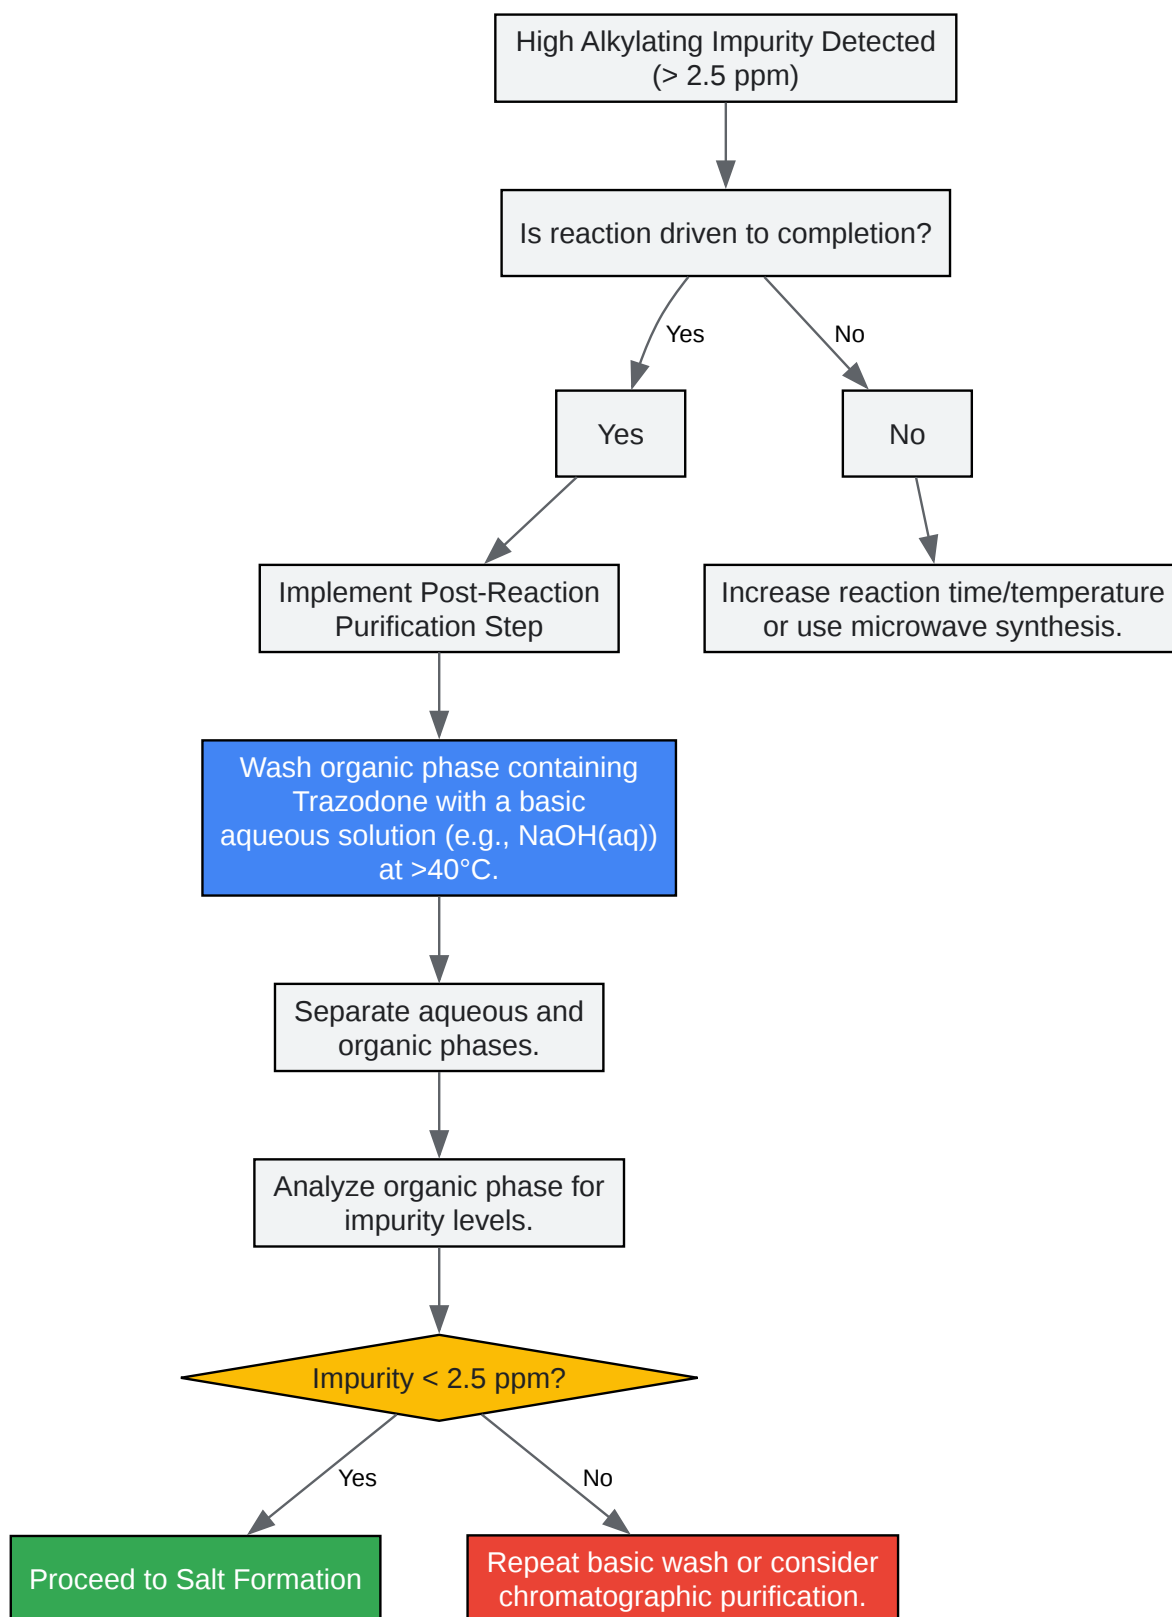 High Alkylating Impurity Detected
(> 2.5 ppm)
Is reaction driven to completion?
Yes
No
Yes
No
Implement Post-Reaction
Purification Step
Increase reaction time/temperature
or use microwave synthesis.
Wash organic phase containing
Trazodone with a basic
aqueous solution (e.g., NaOH(aq))
at >40°C.
Separate aqueous and
organic phases.
Analyze organic phase for
impurity levels.
Impurity < 2.5 ppm?
Yes
No
Proceed to Salt Formation
Repeat basic wash or consider
chromatographic purification.